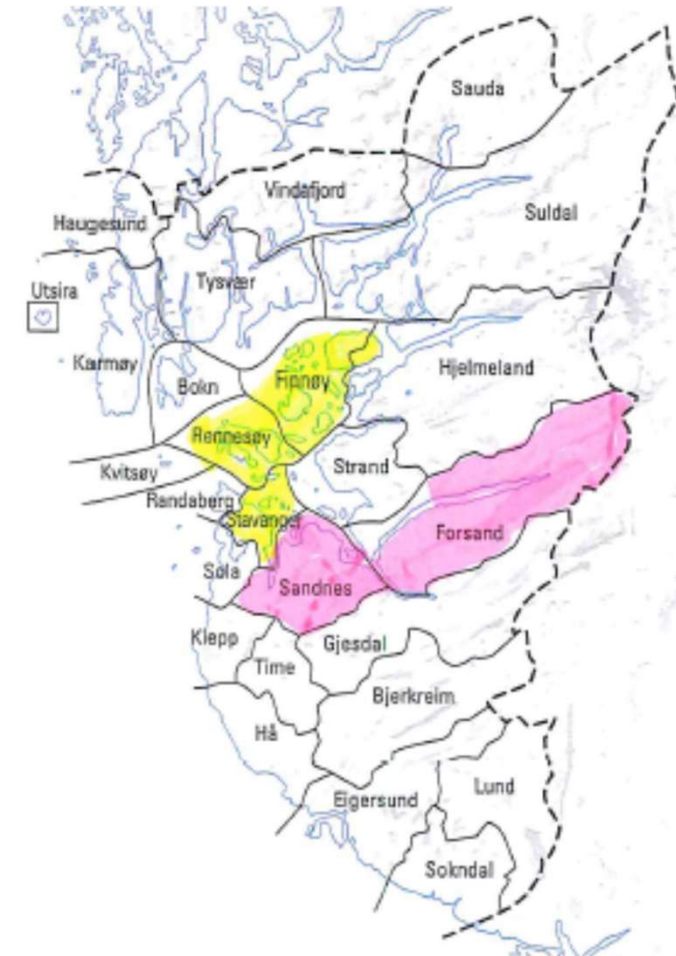 Sauda
Vindafjord
Suldal
Haugesund
Tysvær
Utsira
Karmøy
Hjelmeland
Finnøy
Bokn
Rennesøy
Strand
Kvitsøy
Randaberg
Stavanger
Forsand
Sola
Sandnes
Klepp
Gjesdal
Time
Bjerkreim
Hå
Lund
Eigersund
Sokndal